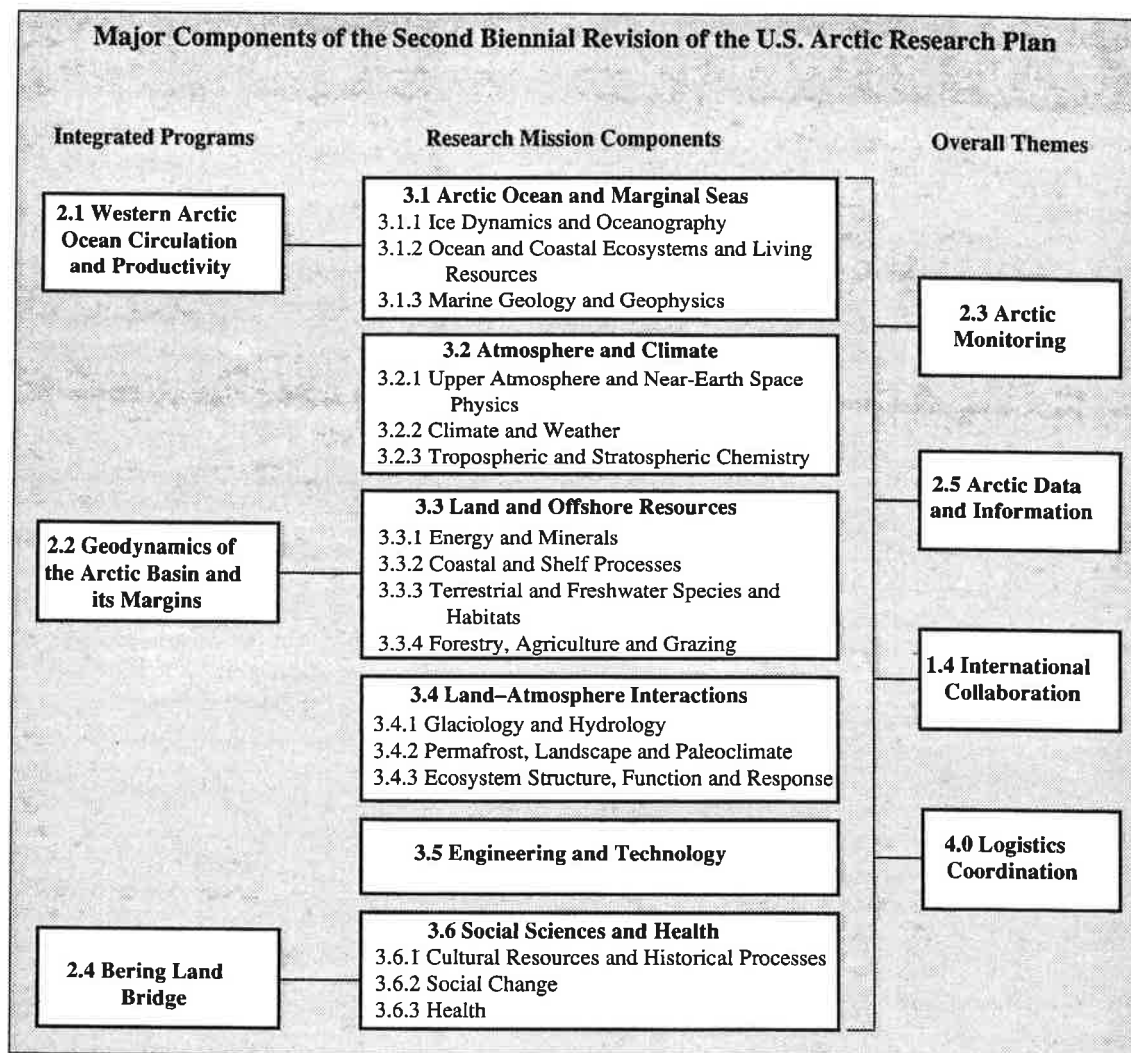 Major Components of the Second Biennial Revision of the U.S. Arctic Research Plan
Integrated Programs
Research Mission Components
Overall Themes
2.1 Western Arctic
Ocean Circulation
and Productivity
2.2 Geodynamics of
the Arctic Basin and
its Margins
2.4 Bering Land
Bridge
3.1 Arctic Ocean and Marginal Seas
3.1.1 Ice Dynamics and Oceanography
3.1.2 Ocean and Coastal Ecosystems and Living
Resources
3.1.3 Marine Geology and Geophysics
3.2 Atmosphere and Climate
3.2.1 Upper Atmosphere and Near-Earth Space
Physics
3.2.2 Climate and Weather
3.2.3 Tropospheric and Stratospheric Chemistry
3.3 Land and Offshore Resources
3.3.1 Energy and Minerals
3.3.2 Coastal and Shelf Processes
3.3.3 Terrestrial and Freshwater Species and
Habitats
3.3.4 Forestry, Agriculture and Grazing
3.4 Land–Atmosphere Interactions
3.4.1 Glaciology and Hydrology
3.4.2 Permafrost, Landscape and Paleoclimate
3.4.3 Ecosystem Structure, Function and Response
3.5 Engineering and Technology
3.6 Social Sciences and Health
3.6.1 Cultural Resources and Historical Processes
3.6.2 Social Change
3.6.3 Health
2.3 Arctic
Monitoring
2.5 Arctic Data
and Information
1.4 International
Collaboration
4.0 Logistics
Coordination